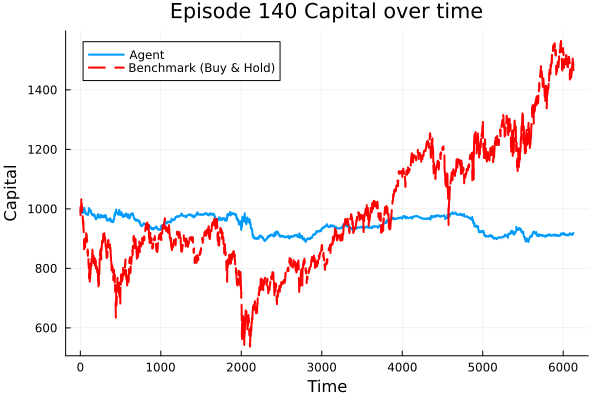 Episode 140 Capital over time
Agent
Benchmark (Buy & Hold)
Capital
1400
1200
1000
800
600
0
1000
2000
3000
4000
5000
6000
Time